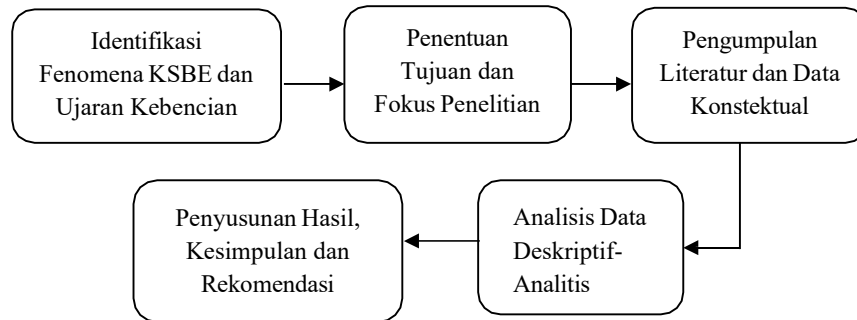 Identifikasi
Fenomena KSBE dan
Ujaran Kebencian
Penentuan
Tujuan dan
Fokus Penelitian
Pengumpulan
Literatur dan Data
Konstektual
Analisis Data
Deskriptif-
Analitis
Penyusunan Hasil,
Kesimpulan dan
Rekomendasi